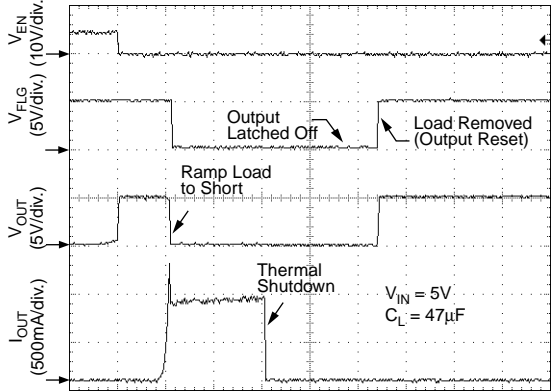 V_EN
(10V/div.)
V_FLG
(5V/div.)
Output
Latched Off
Load Removed
(Output Reset)
Ramp Load
to Short
V_OUT
(5V/div.)
Thermal
Shutdown
V_IN = 5V
C_L = 47µF
I_OUT
(500mA/div.)